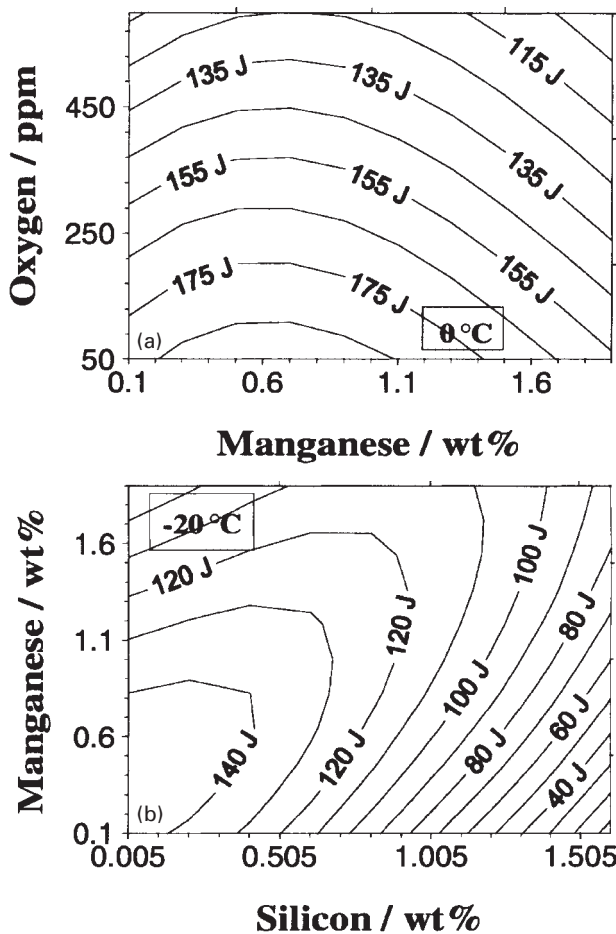 Oxygen / ppm
450
250
50
135 J
135 J
115 J
135 J
155 J
155 J
155 J
175 J
175 J
(a)
0 °C
0.1
0.6
1.1
1.6
Manganese / wt%
Manganese / wt%
1.6
1.1
0.6
0.1
-20 °C
120 J
120 J
100 J
80 J
100 J
60 J
140 J
120 J
80 J
40 J
(b)
0.005
0.505
1.005
1.505
Silicon / wt%